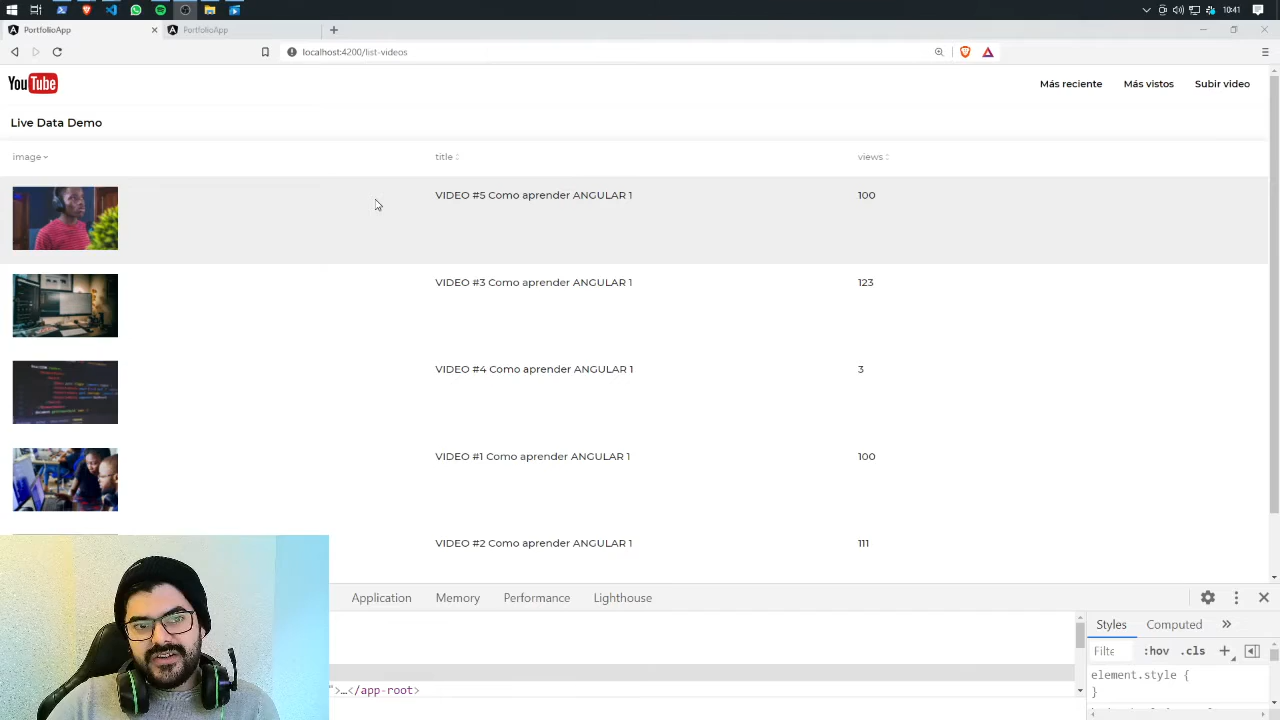 10:41
PortfolioApp
PortfolioApp
localhost:4200/list-videos
YouTube
Más reciente Más vistos Subir video
Live Data Demo
image title views
VIDEO #5 Como aprender ANGULAR 1 100
VIDEO #3 Como aprender ANGULAR 1 123
VIDEO #4 Como aprender ANGULAR 1 3
VIDEO #1 Como aprender ANGULAR 1 100
VIDEO #2 Como aprender ANGULAR 1 111
Application Memory Performance Lighthouse
Styles Computed
Filte :hov .cls
element.style {
}
">…</app-root>